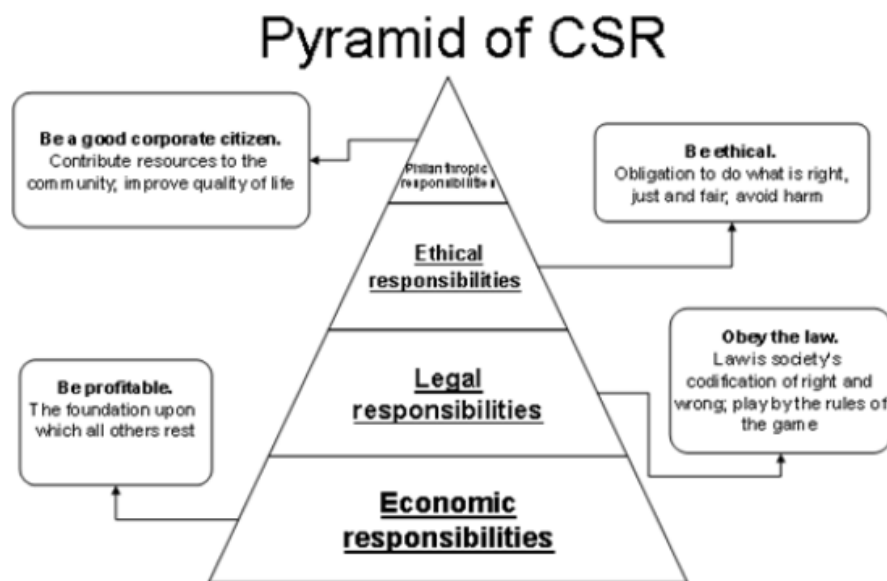 Pyramid of CSR
Be a good corporate citizen.
Contribute resources to the
community; improve quality of life
Be ethical.
Obligation to do what is right,
just and fair; avoid harm
Philanthropic
responsibilities
Ethical
responsibilities
Obey the law.
Law is society's
codification of right and
wrong; play by the rules of
the game
Be profitable.
The foundation upon
which all others rest
Legal
responsibilities
Economic
responsibilities